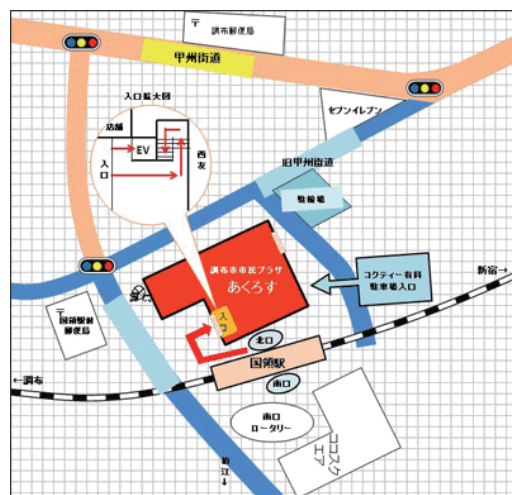 〒
調布郵便局
甲州街道
入口拡大図
セブンイレブン
店舗
EV
西友
入口
旧甲州街道
駐輪場
調布市市民プラザ
あくろす
コクティー有料
駐車場入口
新宿→
入口
〒
国領駅前
郵便局
北口
国領駅
←調布
南口
南口
ロータリー
ココスクエア
狛江→